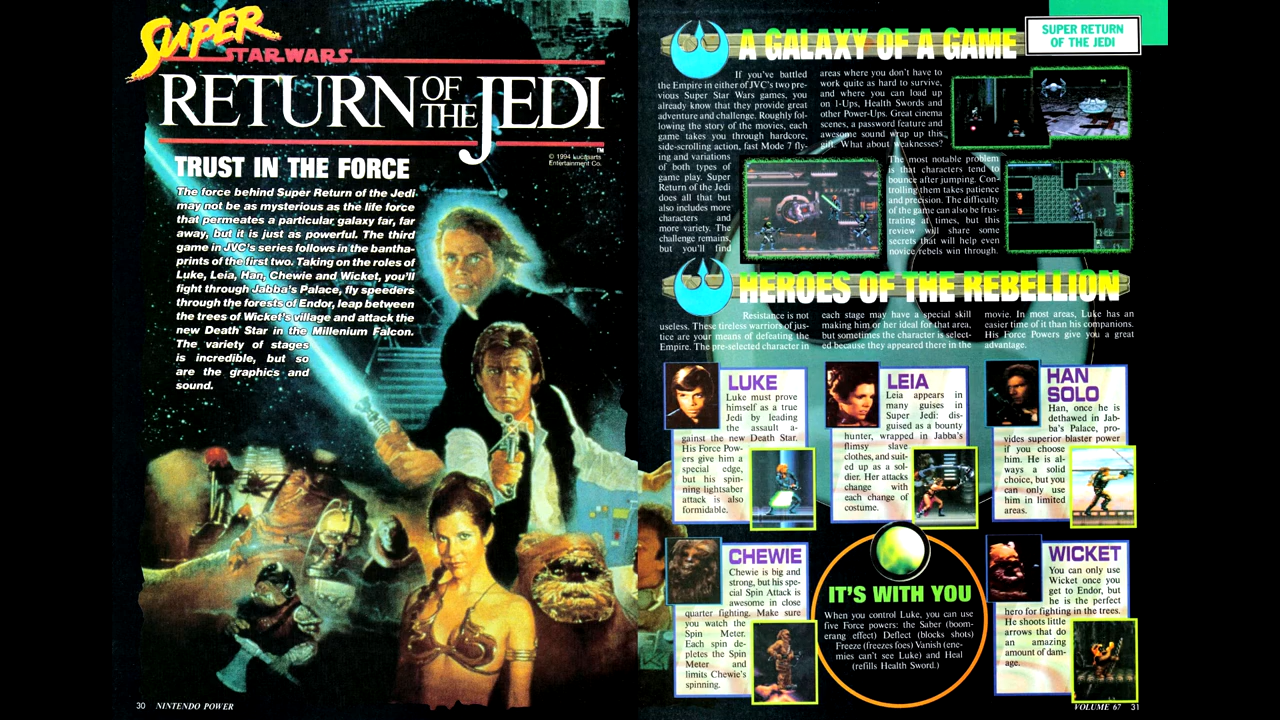 SUPER
STAR WARS
RETURN OF THE JEDI
TM
© 1994 Lucasarts
Entertainment Co.
TRUST IN THE FORCE
The force behind Super Return of the Jedi
may not be as mysterious as the life force
that permeates a particular galaxy far, far
away, but it is just as powerful. The third
game in JVC's series follows in the bantha-
prints of the first two. Taking on the roles of
Luke, Leia, Han, Chewie and Wicket, you'll
fight through Jabba's Palace, fly speeders
through the forests of Endor, leap between
the trees of Wicket's village and attack the
new Death Star in the Millenium Falcon.
The variety of stages
is incredible, but so
are the graphics and
sound.
30 NINTENDO POWER
SUPER RETURN
OF THE JEDI
A GALAXY OF A GAME
If you've battled
the Empire in either of JVC's two pre-
vious Super Star Wars games, you
already know that they provide great
adventure and challenge. Roughly fol-
lowing the story of the movies, each
game takes you through hardcore,
side-scrolling action, fast Mode 7 fly-
ing and variations
of both types of
game play. Super
Return of the Jedi
does all that but
also includes more
characters and
more variety. The
challenge remains,
but you'll find
areas where you don't have to
work quite as hard to survive,
and where you can load up
on 1-Ups, Health Swords and
other Power-Ups. Great cinema
scenes, a password feature and
awesome sound wrap up this
gift. What about weaknesses?
The most notable problem
is that characters tend to
bounce after jumping. Con-
trolling them takes patience
and precision. The difficulty
of the game can also be frus-
trating at times, but this
review will share some
secrets that will help even
novice rebels win through.
HEROES OF THE REBELLION
Resistance is not
useless. These tireless warriors of jus-
tice are your means of defeating the
Empire. The pre-selected character in
each stage may have a special skill
making him or her ideal for that area,
but sometimes the character is select-
ed because they appeared there in the
movie. In most areas, Luke has an
easier time of it than his companions.
His Force Powers give you a great
advantage.
LUKE
Luke must prove
himself as a true
Jedi by leading
the assault a-
gainst the new Death Star.
His Force Pow-
ers give him a
special edge,
but his spin-
ning lightsaber
attack is also
formidable.
LEIA
Leia appears in
many guises in
Super Jedi: dis-
guised as a bounty
hunter, wrapped in Jabba's
flimsy slave
clothes, and suit-
ed up as a sol-
dier. Her attacks
change with
each change of
costume.
HAN
SOLO
Han, once he is
dethawed in Jab-
ba's Palace, pro-
vides superior blaster power
if you choose
him. He is al-
ways a solid
choice, but you
can only use
him in limited
areas.
CHEWIE
Chewie is big and
strong, but his spe-
cial Spin Attack is
awesome in close
quarter fighting. Make sure
you watch the
Spin Meter.
Each spin de-
pletes the Spin
Meter and
limits Chewie's
spinning.
IT'S WITH YOU
When you control Luke, you can use
five Force powers: the Saber (boom-
erang effect) Deflect (blocks shots)
Freeze (freezes foes) Vanish (ene-
mies can't see Luke) and Heal
(refills Health Sword.)
WICKET
You can only use
Wicket once you
get to Endor, but
he is the perfect
hero for fighting in the trees.
He shoots little
arrows that do
an amazing
amount of dam-
age.
VOLUME 67 31